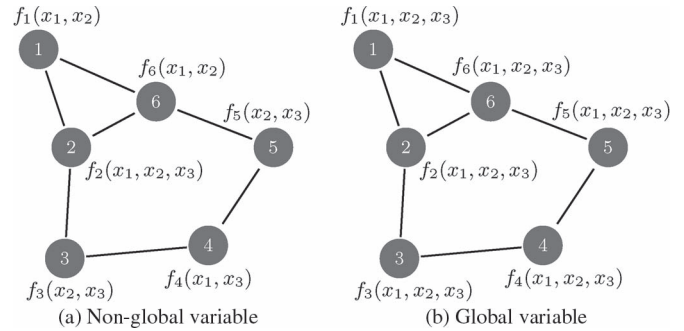 f₁(x₁, x₂)
1
f₆(x₁, x₂)
6
f₅(x₂, x₃)
2
5
f₂(x₁, x₂, x₃)
3
4
f₃(x₂, x₃)
f₄(x₁, x₃)
(a) Non-global variable
f₁(x₁, x₂, x₃)
1
f₆(x₁, x₂, x₃)
6
f₅(x₁, x₂, x₃)
2
5
f₂(x₁, x₂, x₃)
3
4
f₃(x₁, x₂, x₃)
f₄(x₁, x₂, x₃)
(b) Global variable